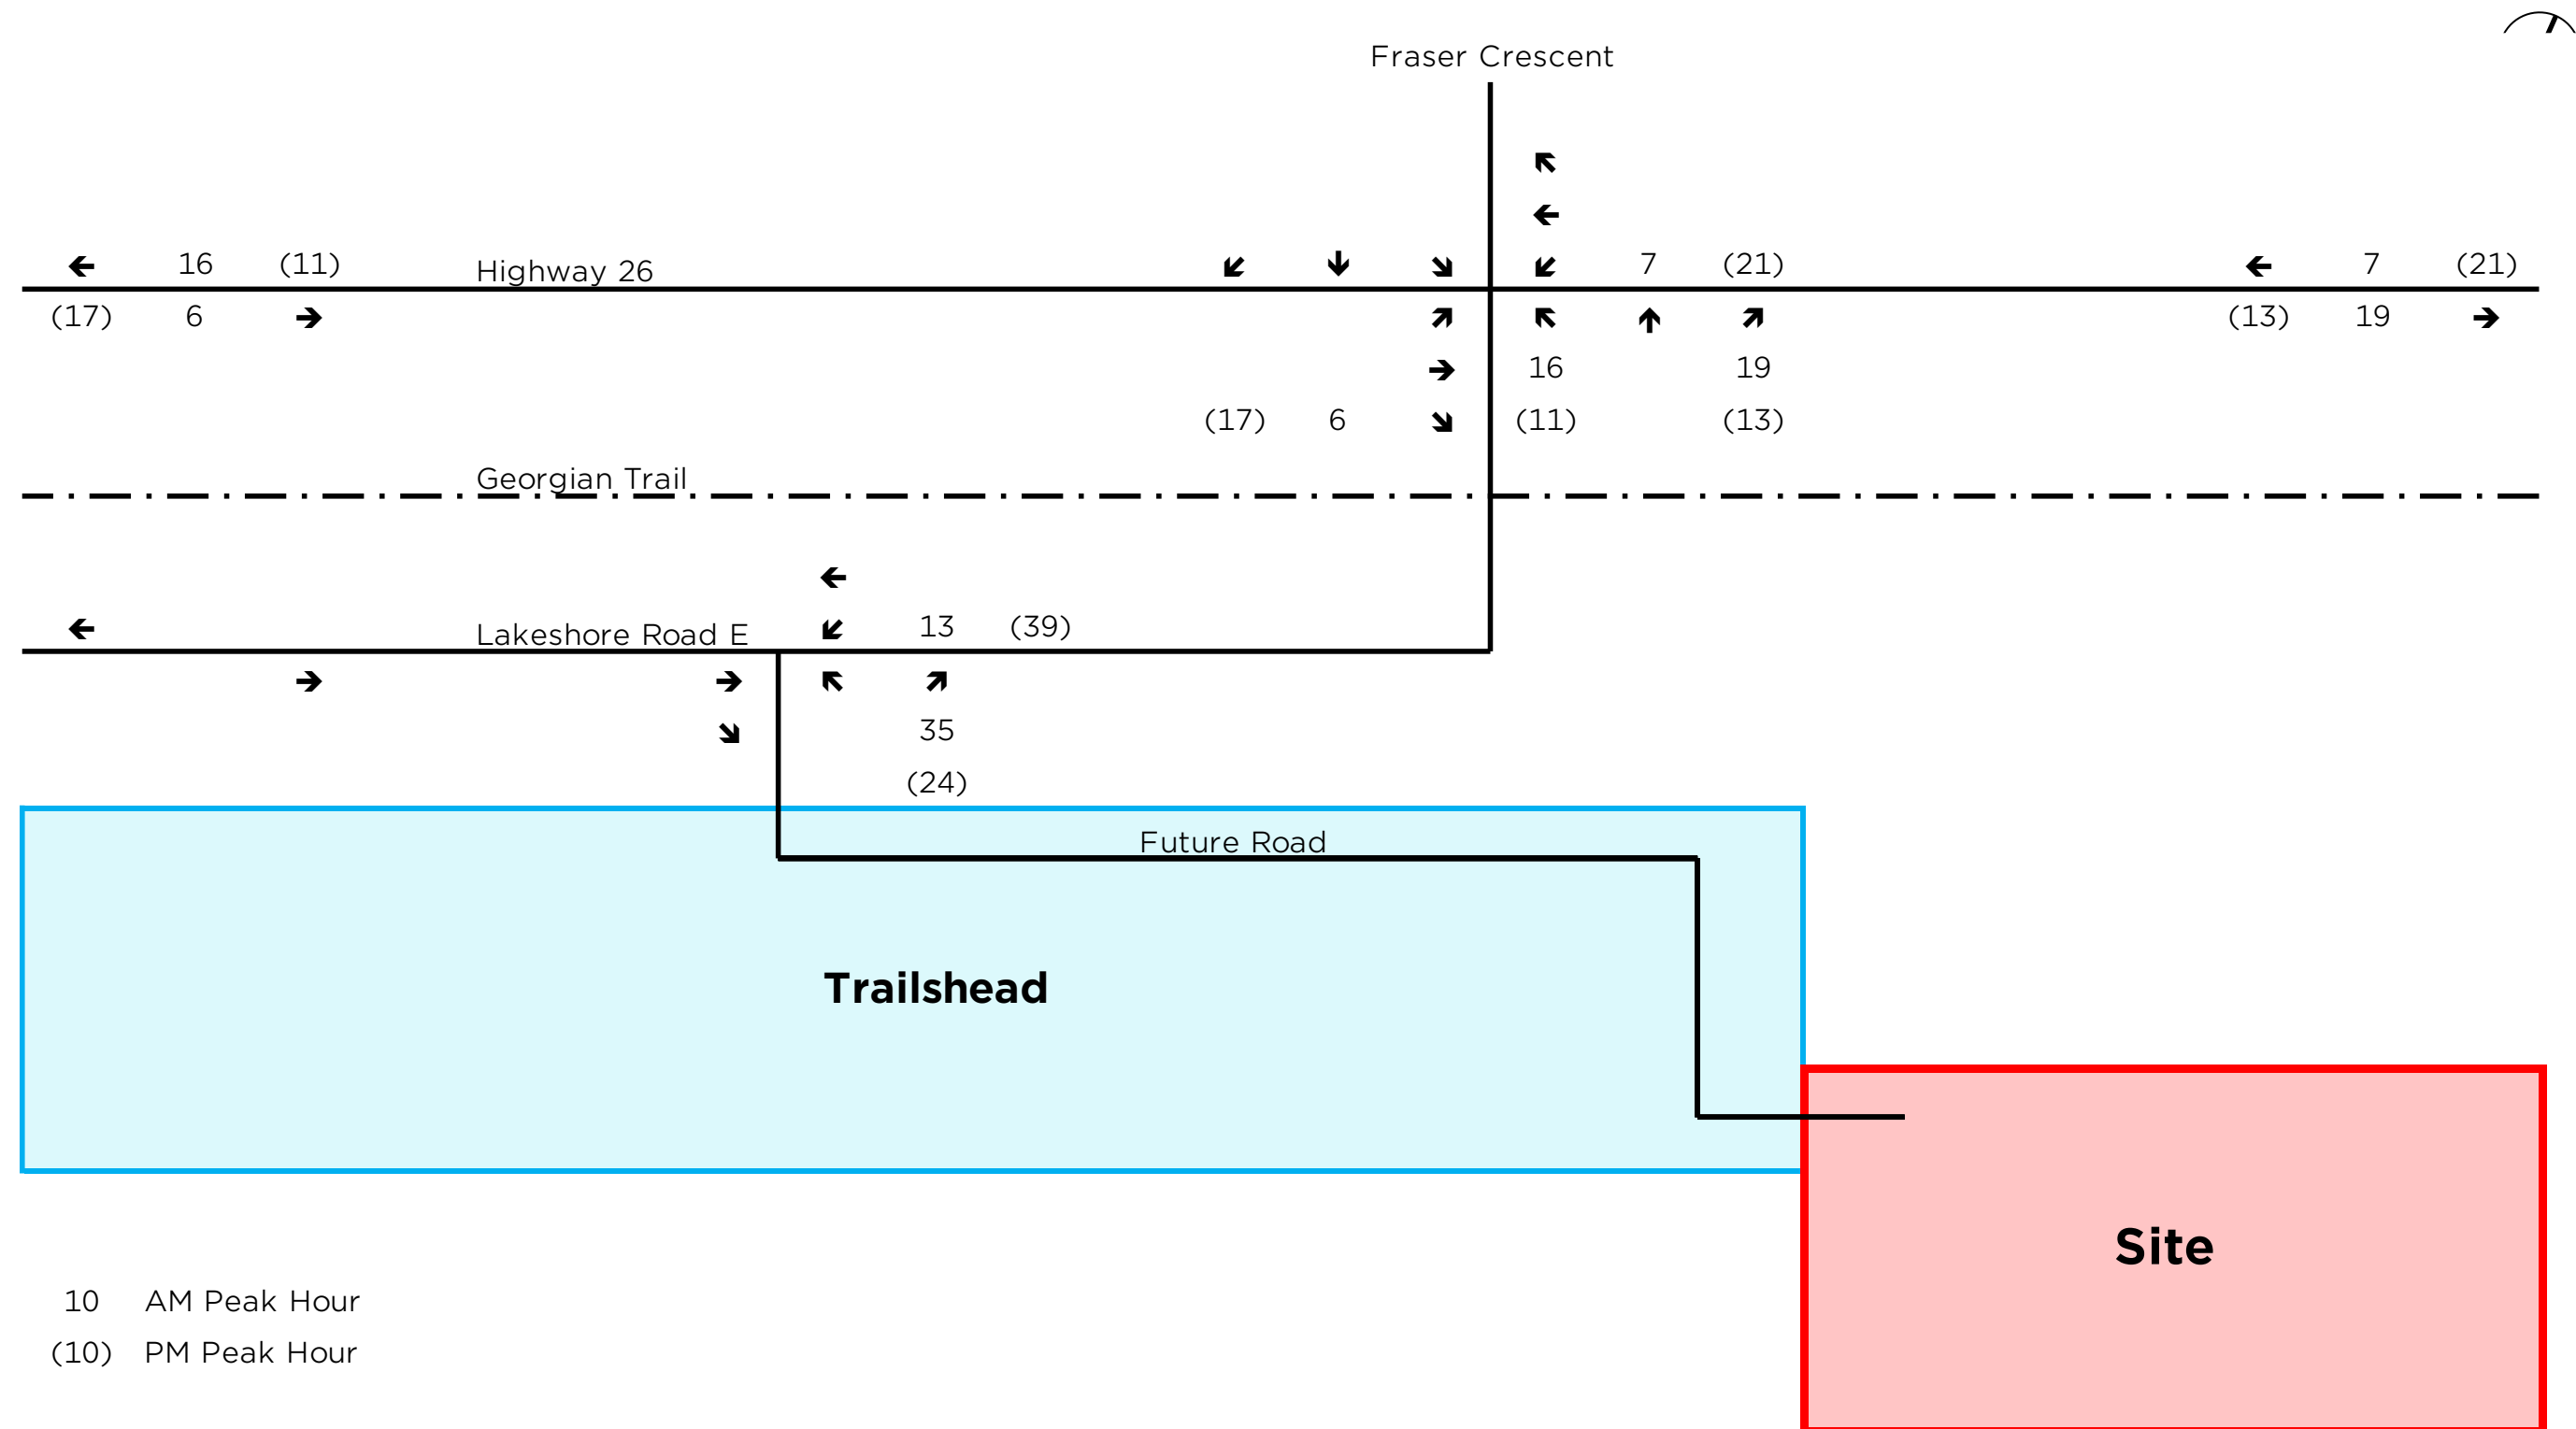 Fraser Crescent
← 16 (11) Highway 26 7 (21) ← 7 (21)
(17) 6 → (13) 19 →
16 19
(17) 6 (11) (13)
Georgian Trail
Lakeshore Road E 13 (39)
35
(24)
Future Road
Trailshead
Site
10 AM Peak Hour
(10) PM Peak Hour